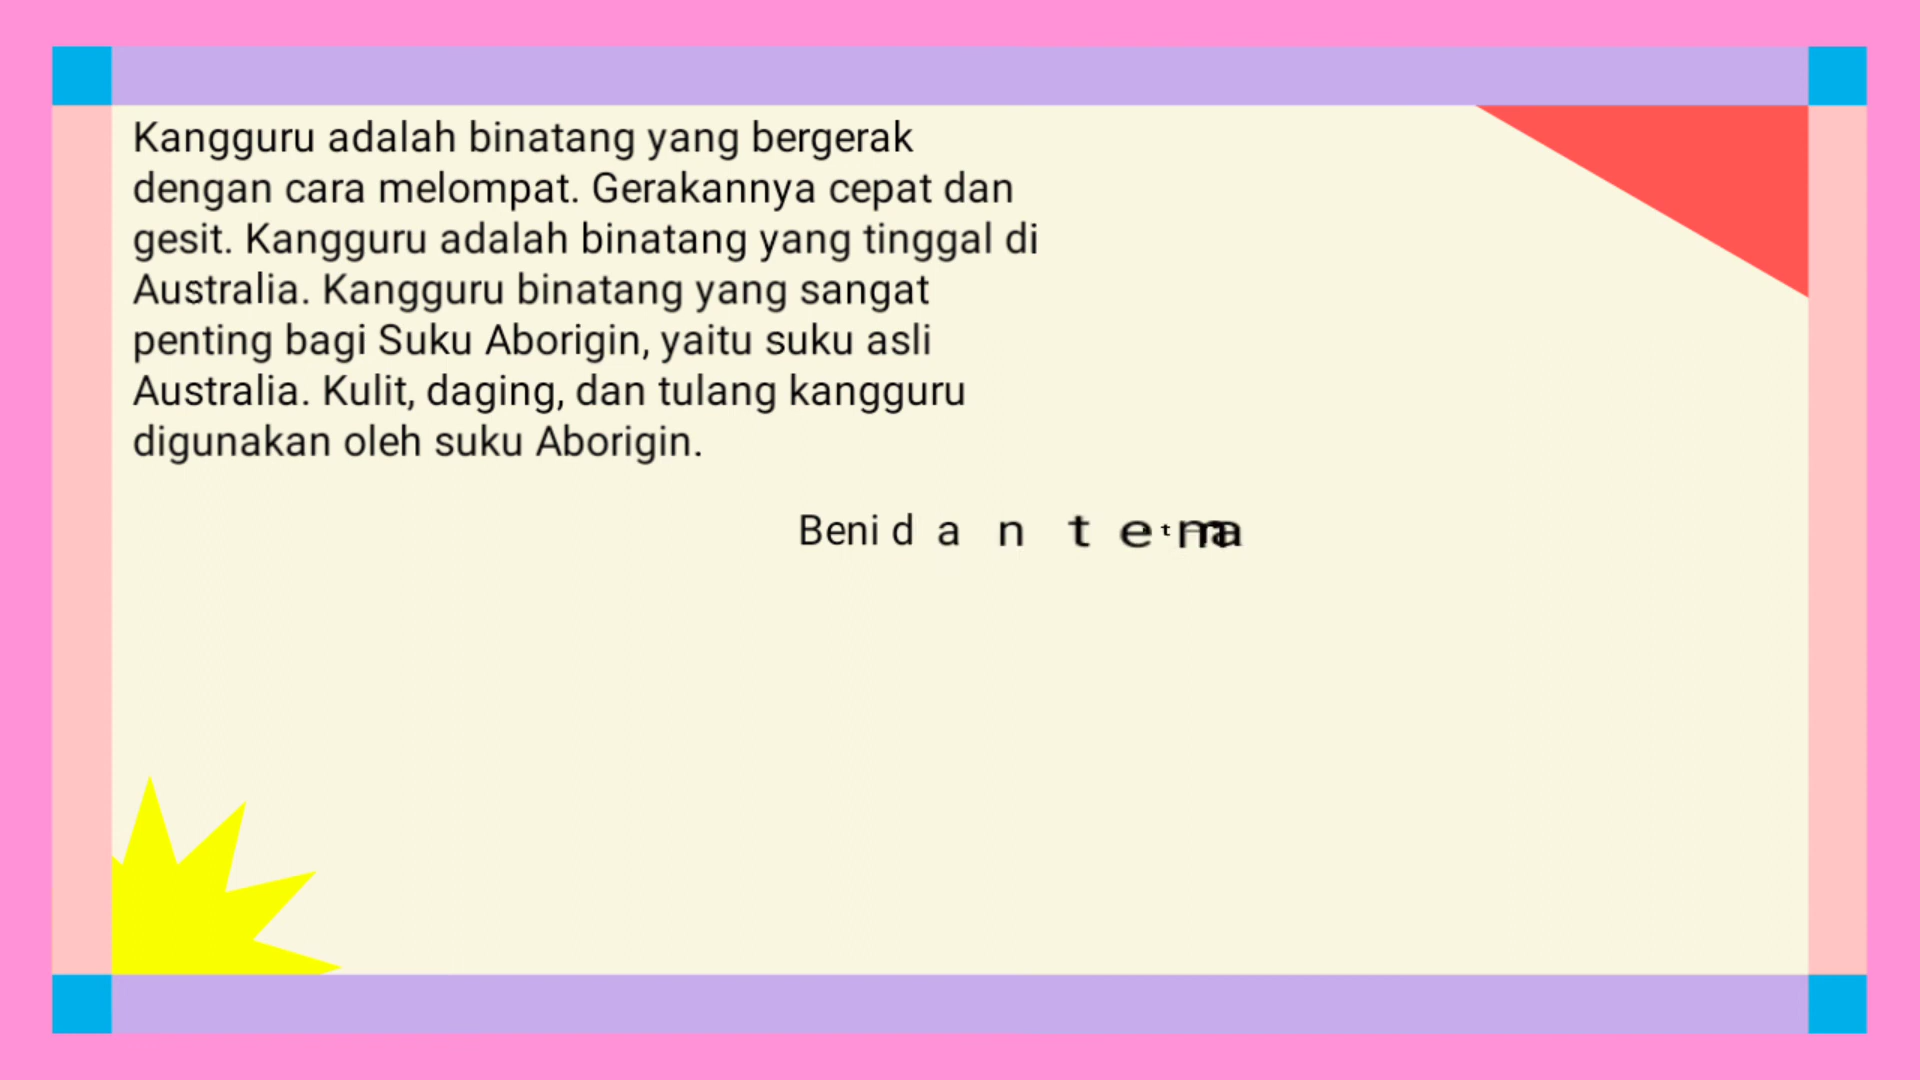 Kangguru adalah binatang yang bergerak
dengan cara melompat. Gerakannya cepat dan
gesit. Kangguru adalah binatang yang tinggal di
Australia. Kangguru binatang yang sangat
penting bagi Suku Aborigin, yaitu suku asli
Australia. Kulit, daging, dan tulang kangguru
digunakan oleh suku Aborigin.
Beni dan